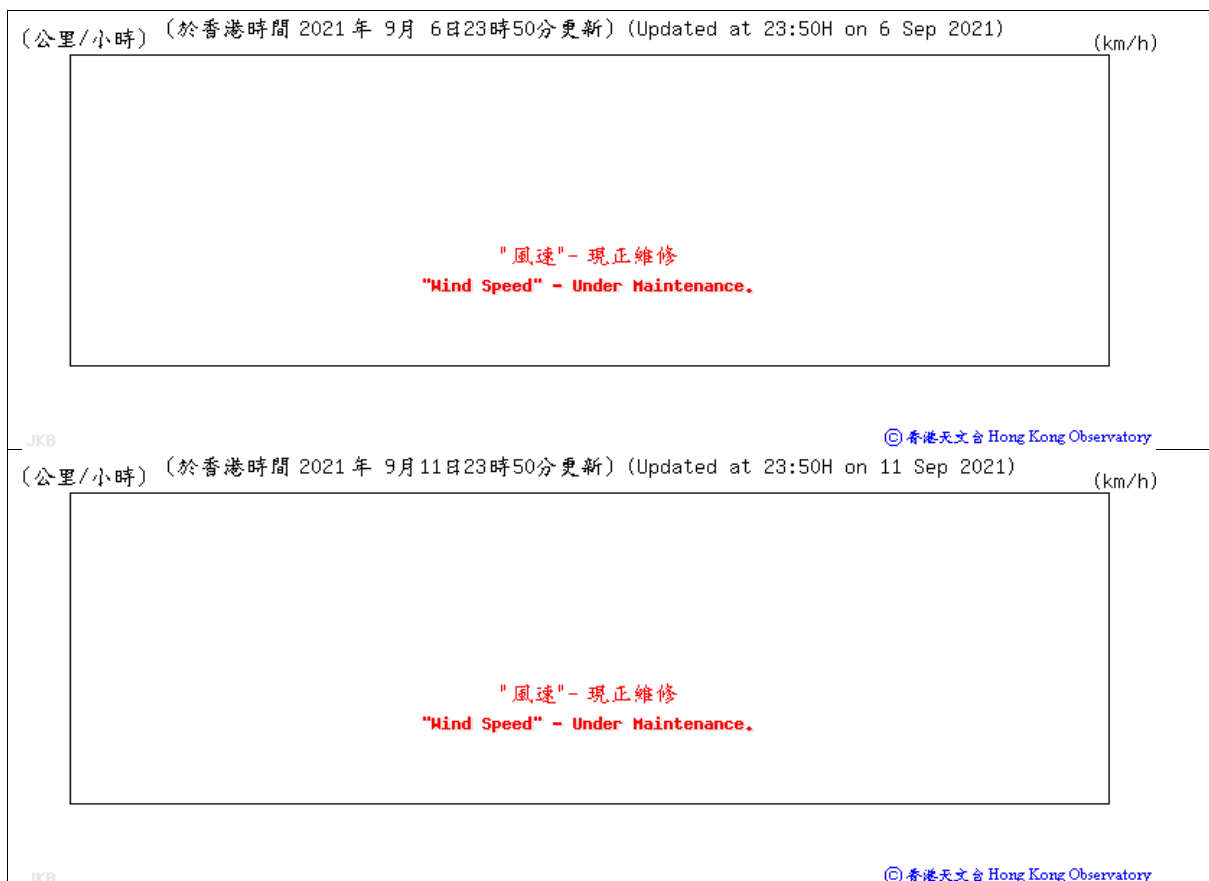 (公里/小時) (於香港時間 2021 年 9月 6日23時50分更新) (Updated at 23:50H on 6 Sep 2021) (km/h)
"風速"- 現正維修
"Wind Speed" - Under Maintenance.
JKB © 香港天文台 Hong Kong Observatory
(公里/小時) (於香港時間 2021 年 9月11日23時50分更新) (Updated at 23:50H on 11 Sep 2021) (km/h)
"風速"- 現正維修
"Wind Speed" - Under Maintenance.
JKB © 香港天文台 Hong Kong Observatory